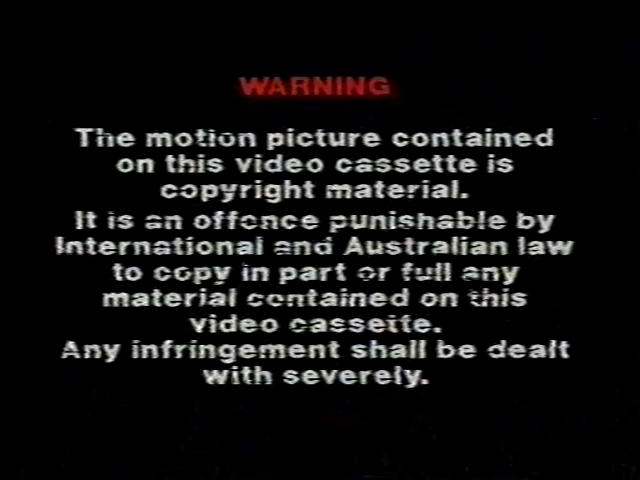 WARNING
The motion picture contained
on this video cassette is
copyright material.
It is an offence punishable by
International and Australian law
to copy in part or full any
material contained on this
video cassette.
Any infringement shall be dealt
with severely.